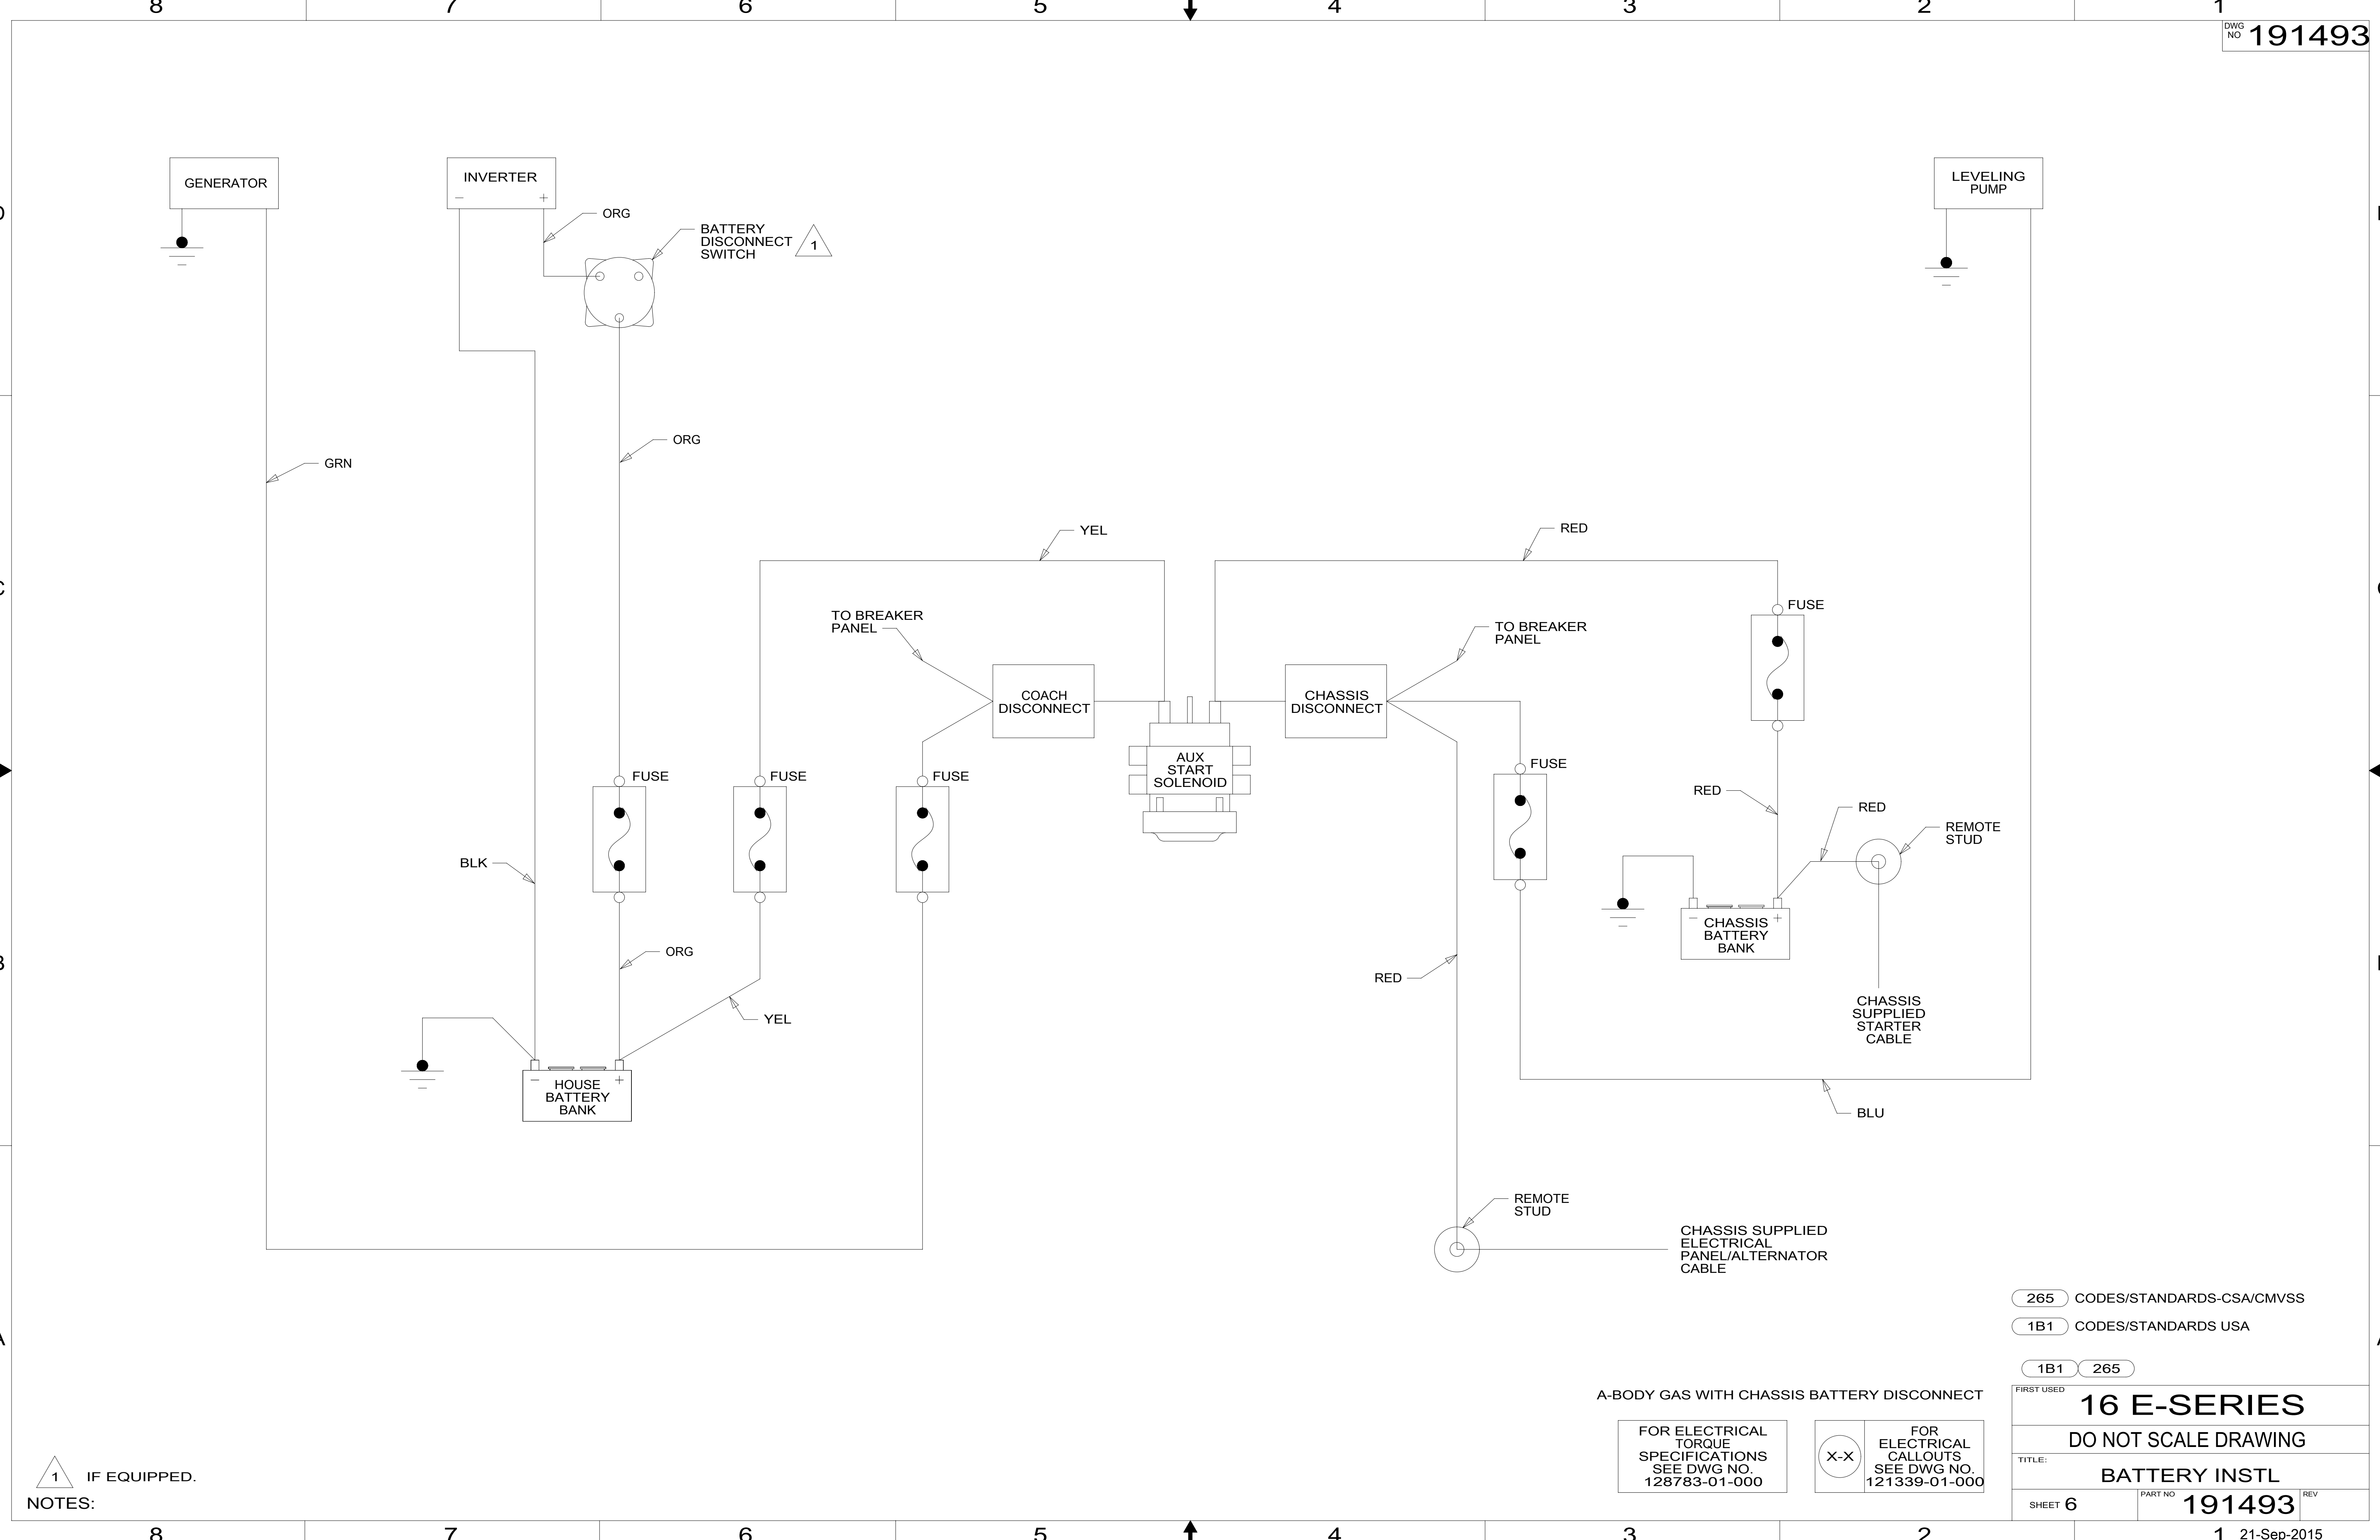 8 7 6 5 4 3 2 1
DWG
NO 191493
GENERATOR
INVERTER
- +
LEVELING
PUMP
ORG
BATTERY
DISCONNECT
SWITCH
1
ORG
GRN
YEL
RED
FUSE
TO BREAKER
PANEL
TO BREAKER
PANEL
COACH
DISCONNECT
CHASSIS
DISCONNECT
AUX
START
SOLENOID
FUSE
FUSE
FUSE
FUSE
RED
RED
REMOTE
STUD
BLK
- +
CHASSIS
BATTERY
BANK
ORG
RED
YEL
CHASSIS
SUPPLIED
STARTER
CABLE
- +
HOUSE
BATTERY
BANK
BLU
REMOTE
STUD
CHASSIS SUPPLIED
ELECTRICAL
PANEL/ALTERNATOR
CABLE
265 CODES/STANDARDS-CSA/CMVSS
1B1 CODES/STANDARDS USA
1B1 265
A-BODY GAS WITH CHASSIS BATTERY DISCONNECT
FOR ELECTRICAL
TORQUE
SPECIFICATIONS
SEE DWG NO.
128783-01-000
X-X
FOR
ELECTRICAL
CALLOUTS
SEE DWG NO.
121339-01-000
FIRST USED
16 E-SERIES
DO NOT SCALE DRAWING
TITLE:
BATTERY INSTL
SHEET 6
PART NO 191493
REV
1 IF EQUIPPED.
NOTES:
8 7 6 5 4 3 2 1
21-Sep-2015